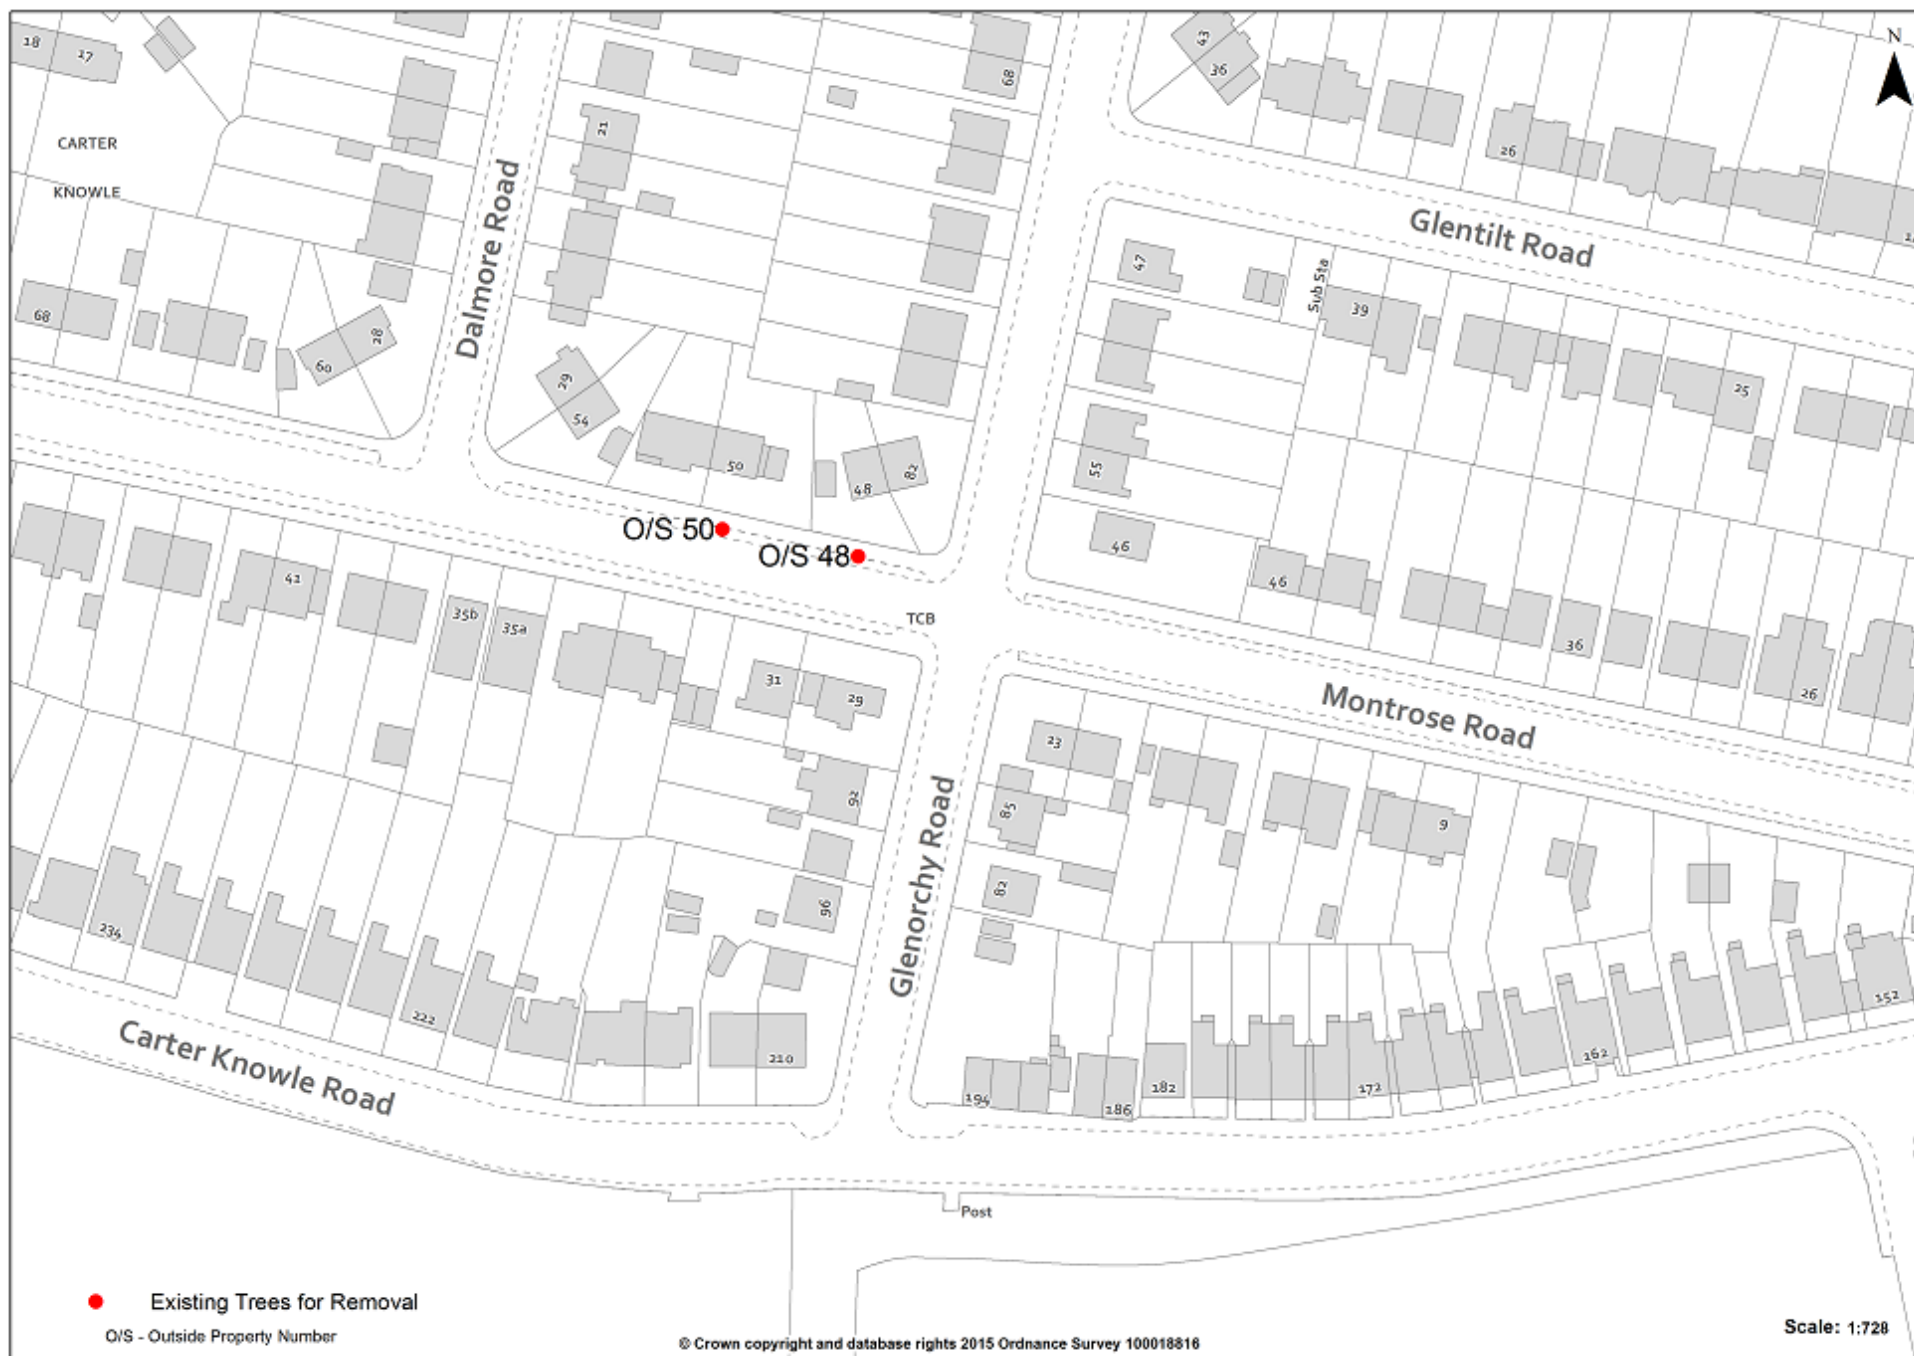 18
17
68
43
36
N
CARTER
KNOWLE
21
26
Glentilt Road
Dalmore Road
47
Sub Sta
39
68
28
60
29
54
25
50
48
82
55
O/S 50
O/S 48
46
46
36
26
TCB
41
35b
35a
31
29
Montrose Road
23
92
85
9
Glenorchy Road
82
96
234
222
210
194
186
182
172
162
152
Carter Knowle Road
Post
Existing Trees for Removal
O/S - Outside Property Number
© Crown copyright and database rights 2015 Ordnance Survey 100018816
Scale: 1:728